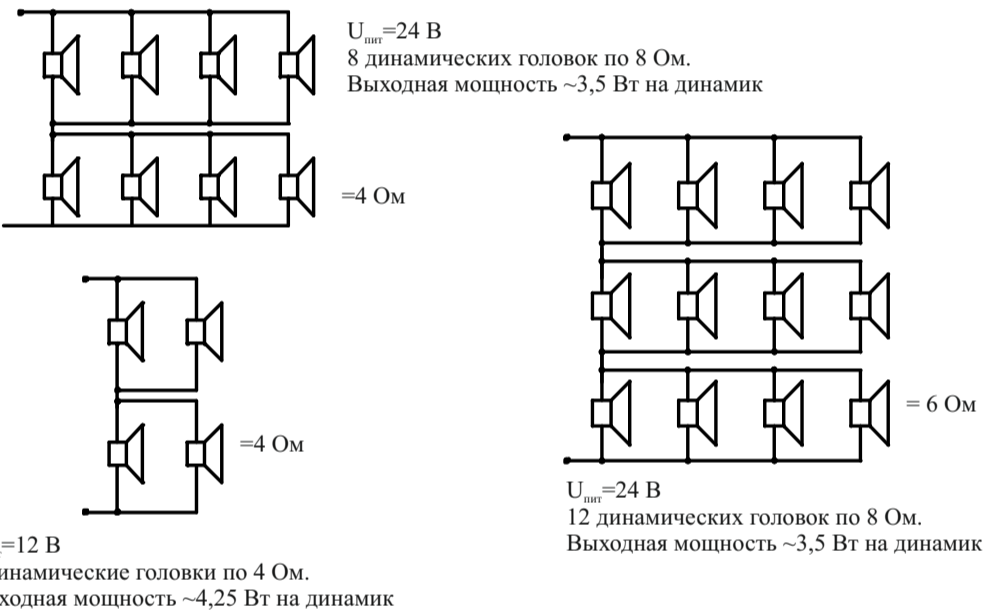 Uпит=24 В
8 динамических головок по 8 Ом.
Выходная мощность ~3,5 Вт на динамик
=4 Ом
=4 Ом
=12 В
инамические головки по 4 Ом.
ходная мощность ~4,25 Вт на динамик
= 6 Ом
Uпит=24 В
12 динамических головок по 8 Ом.
Выходная мощность ~3,5 Вт на динамик